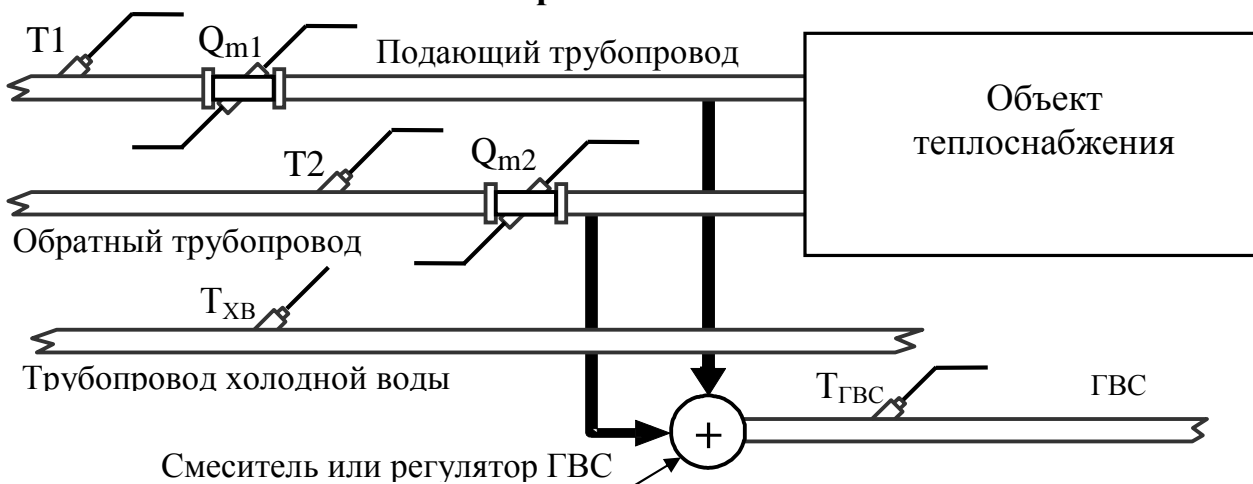 T1
Qm1
Подающий трубопровод
Объект
теплоснабжения
T2
Qm2
Обратный трубопровод
TХВ
Трубопровод холодной воды
TГВС
ГВС
+
Смеситель или регулятор ГВС